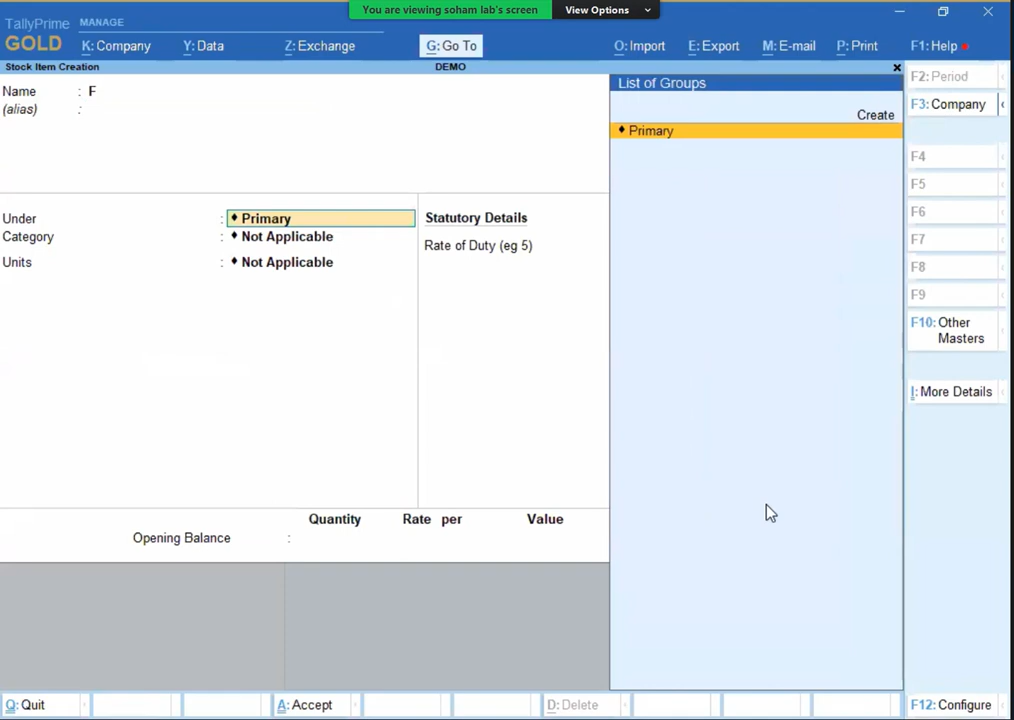 You are viewing soham lab's screen
View Options
TallyPrime
GOLD
MANAGE
K: Company
Y: Data
Z: Exchange
G: Go To
O: Import
E: Export
M: E-mail
P: Print
F1: Help
Stock Item Creation
DEMO
Name : F
(alias) :
Under : ♦ Primary
Category : ♦ Not Applicable
Units : ♦ Not Applicable
Statutory Details
Rate of Duty (eg 5)
Quantity Rate per Value
Opening Balance :
List of Groups
Create
♦ Primary
F2: Period
F3: Company
F4
F5
F6
F7
F8
F9
F10: Other
Masters
I: More Details
Q: Quit
A: Accept
D: Delete
F12: Configure